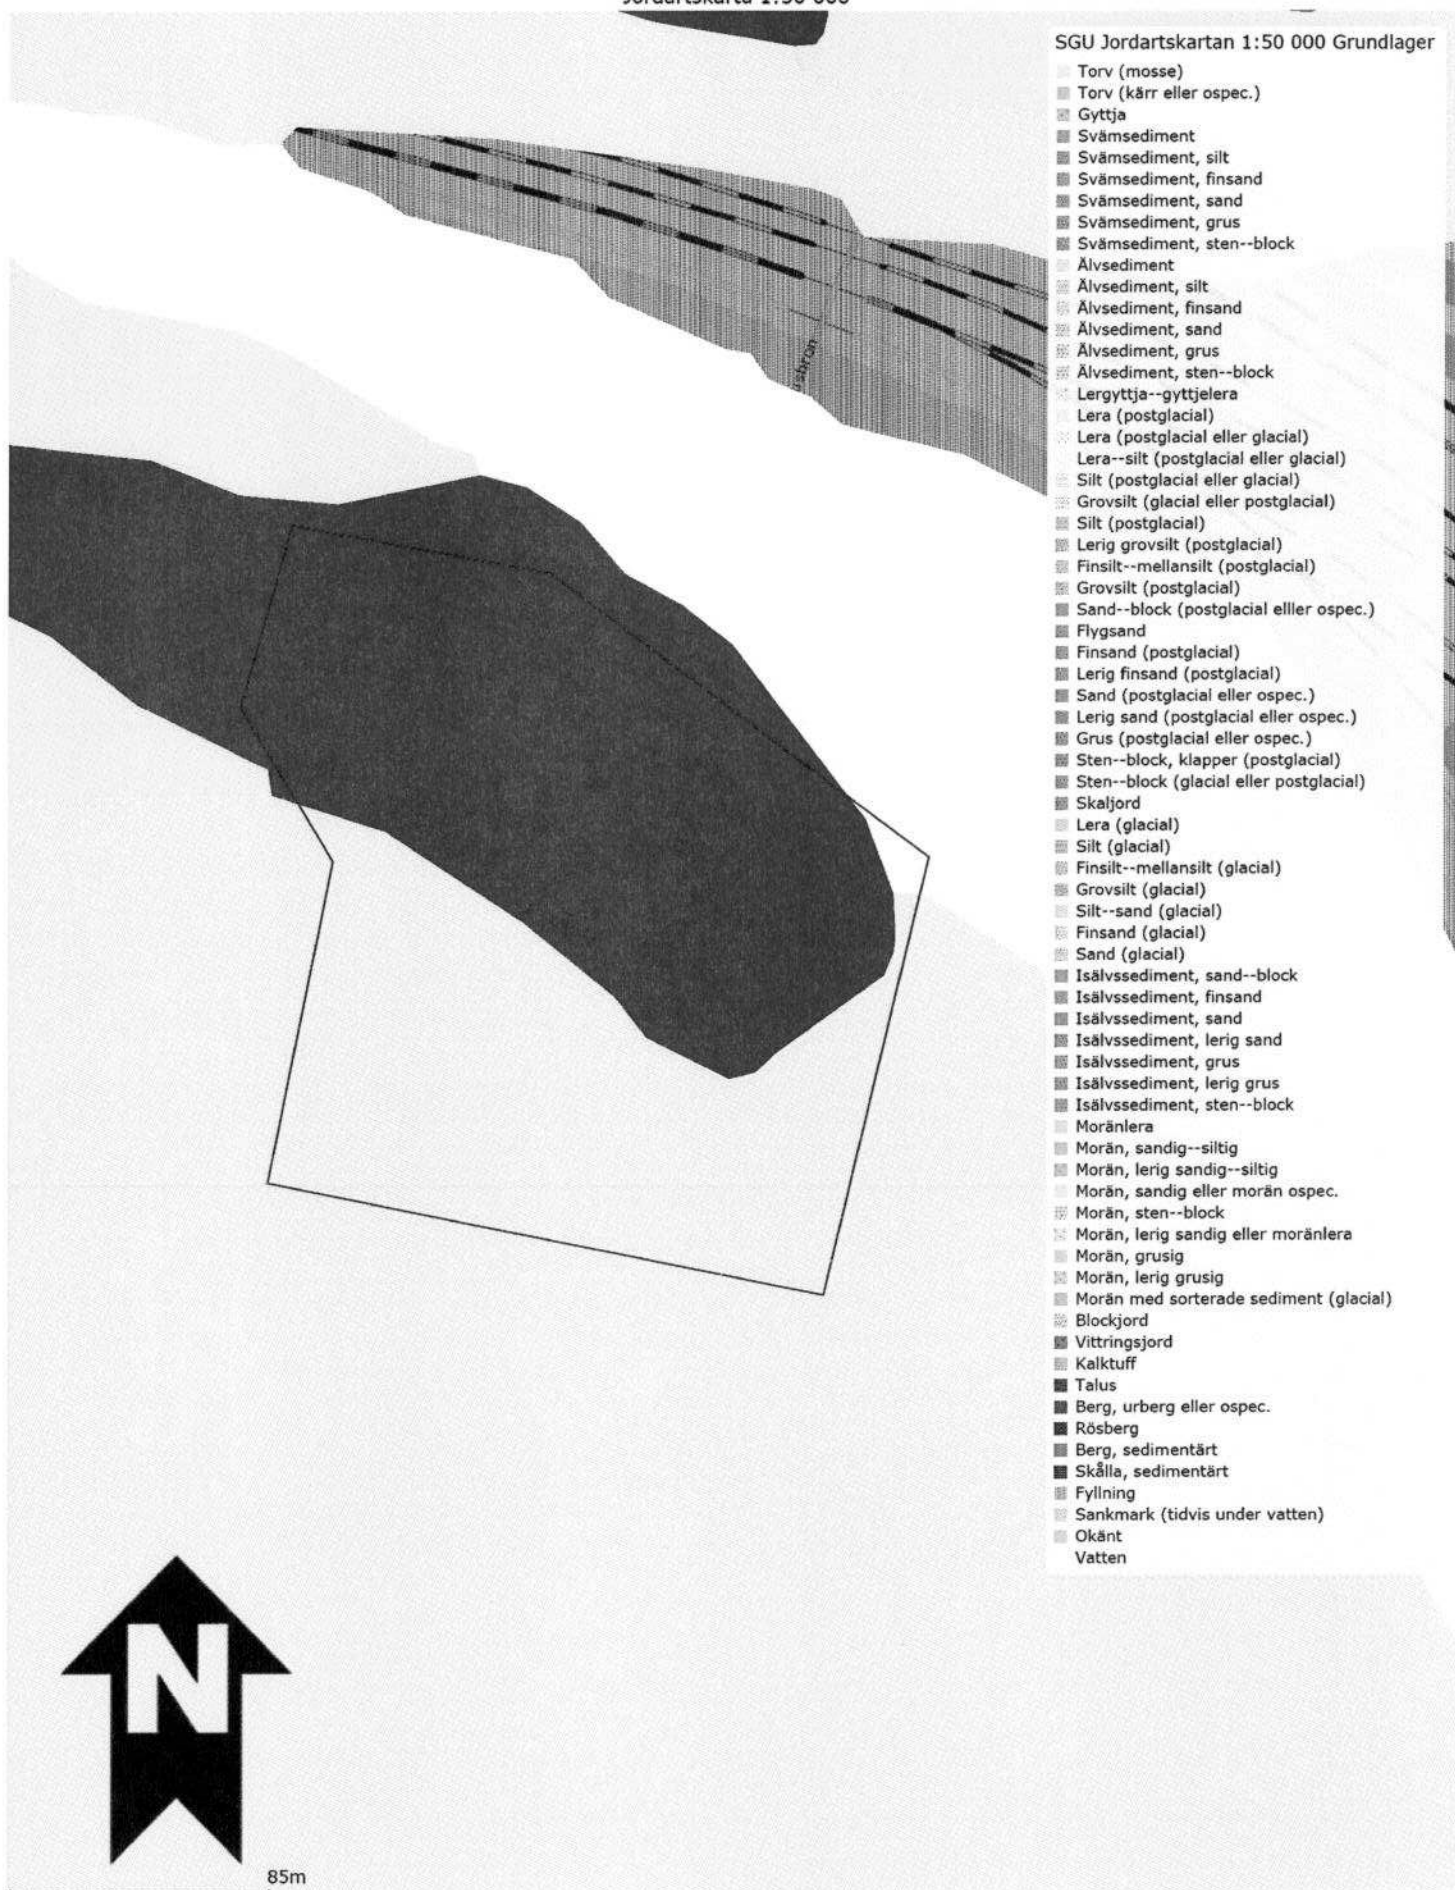 Jordartskarta 1:50 000
SGU Jordartskartan 1:50 000 Grundlager
Torv (mosse)
Torv (kärr eller ospec.)
Gyttja
Svämsediment
Svämsediment, silt
Svämsediment, finsand
Svämsediment, sand
Svämsediment, grus
Svämsediment, sten--block
Älvsediment
Älvsediment, silt
Älvsediment, finsand
Älvsediment, sand
Älvsediment, grus
Älvsediment, sten--block
Lergyttja--gyttjelera
Lera (postglacial)
Lera (postglacial eller glacial)
Lera--silt (postglacial eller glacial)
Silt (postglacial eller glacial)
Grovsilt (glacial eller postglacial)
Silt (postglacial)
Lerig grovsilt (postglacial)
Finsilt--mellansilt (postglacial)
Grovsilt (postglacial)
Sand--block (postglacial elller ospec.)
Flygsand
Finsand (postglacial)
Lerig finsand (postglacial)
Sand (postglacial eller ospec.)
Lerig sand (postglacial eller ospec.)
Grus (postglacial eller ospec.)
Sten--block, klapper (postglacial)
Sten--block (glacial eller postglacial)
Skaljord
Lera (glacial)
Silt (glacial)
Finsilt--mellansilt (glacial)
Grovsilt (glacial)
Silt--sand (glacial)
Finsand (glacial)
Sand (glacial)
Isälvssediment, sand--block
Isälvssediment, finsand
Isälvssediment, sand
Isälvssediment, lerig sand
Isälvssediment, grus
Isälvssediment, lerig grus
Isälvssediment, sten--block
Moränlera
Morän, sandig--siltig
Morän, lerig sandig--siltig
Morän, sandig eller morän ospec.
Morän, sten--block
Morän, lerig sandig eller moränlera
Morän, grusig
Morän, lerig grusig
Morän med sorterade sediment (glacial)
Blockjord
Vittringsjord
Kalktuff
Talus
Berg, urberg eller ospec.
Rösberg
Berg, sedimentärt
Skålla, sedimentärt
Fyllning
Sankmark (tidvis under vatten)
Okänt
Vatten
N
85m